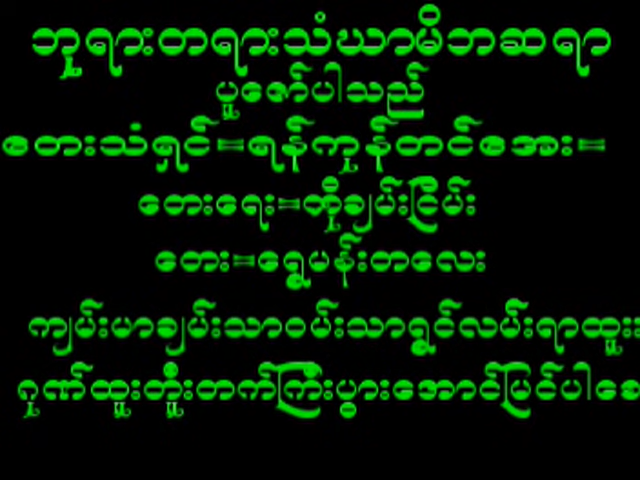 ဘုရားတရားသံဃာမိဘဆရာ
ပူဇော်ပါသည်
တေးသံရှင်=ရန်ကုန်တင်အေး=
တေးရေး=ကိုချမ်းငြိမ်း
တေး=ရွှေပန်းတလေး
ကျမ်းမာချမ်းသာဝမ်းသာရွှင်လမ်းရာထူး
ဂုဏ်ထူးတိုးတက်ကြီးပွားအောင်မြင်ပါစေ